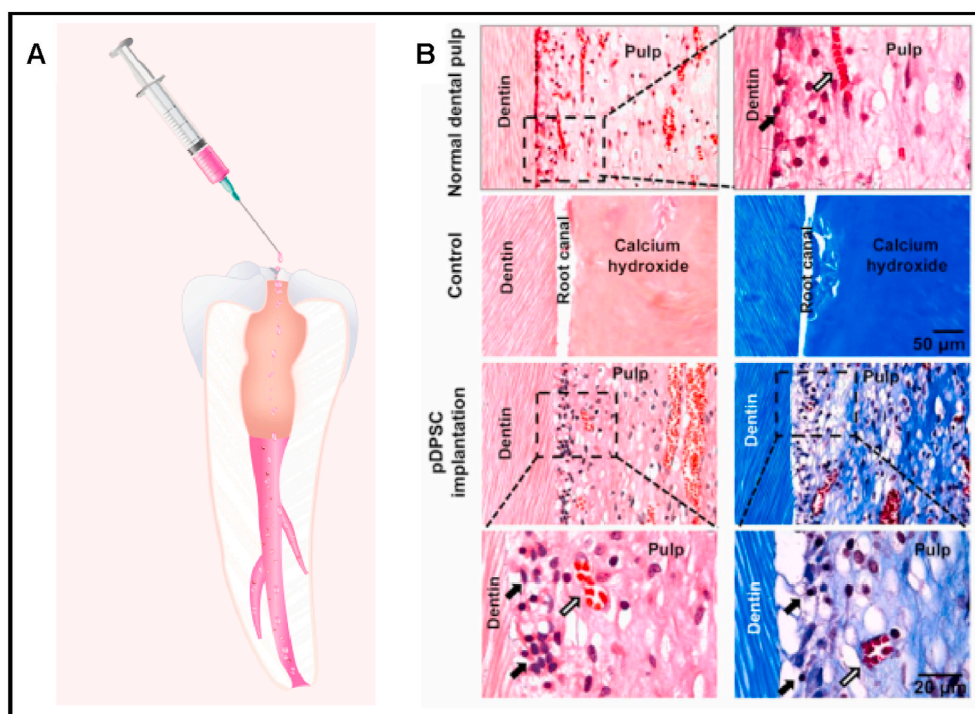 A
B
Normal dental pulp
Dentin
Pulp
Dentin
Pulp
Control
Dentin
Root canal
Calcium
hydroxide
Root canal
Calcium
hydroxide
50 µm
pDPSC
implantation
Dentin
Pulp
Dentin
Pulp
Dentin
Pulp
Dentin
Pulp
20 µm